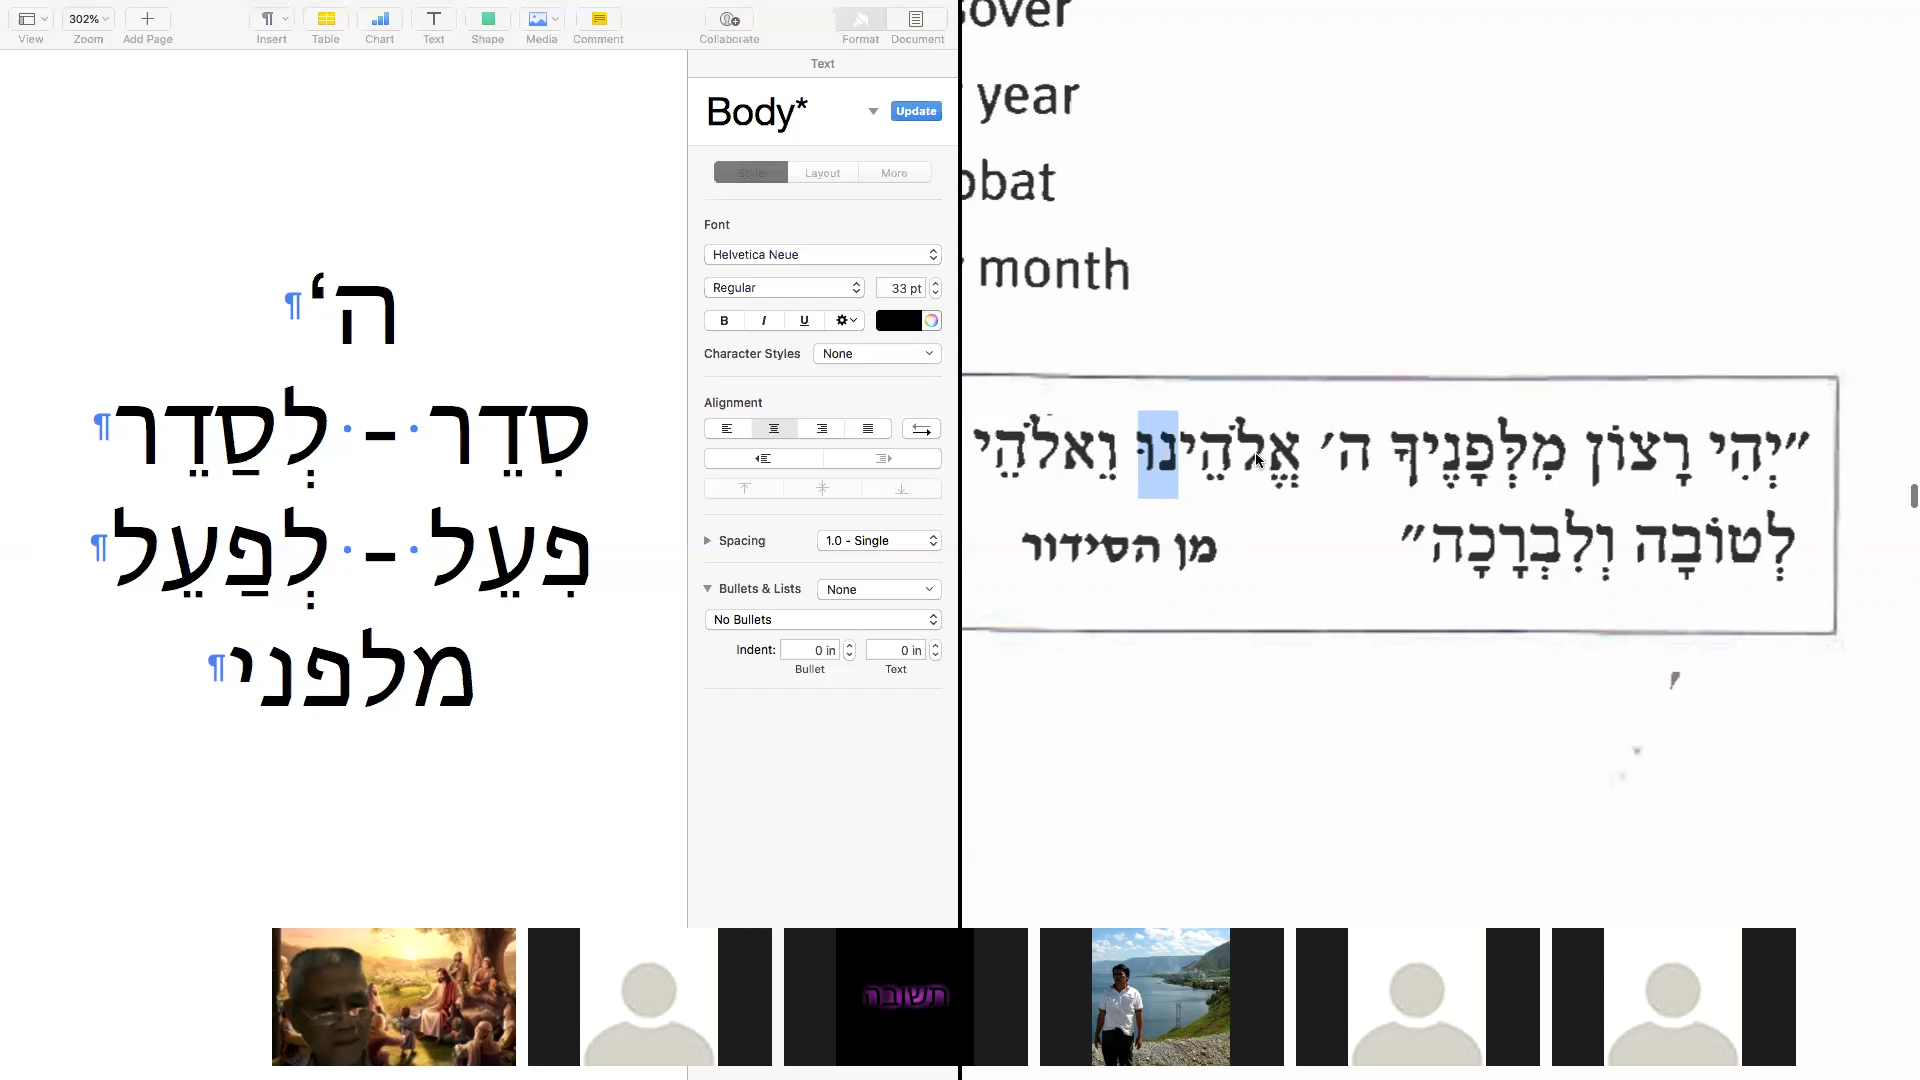 302%
View
Zoom
Add Page
Insert
Table
Chart
Text
Shape
Media
Comment
Collaborate
Format
Document
ה‘
סִדֵר - לְסַדֵר
פִעֵל - לְפַעֵל
מלפני
Text
Body*
Update
Style
Layout
More
Font
Helvetica Neue
Regular
33 pt
B I U
Character Styles
None
Alignment
Spacing
1.0 - Single
Bullets & Lists
None
No Bullets
Indent:
0 in
0 in
Bullet
Text
over
year
bat
month
״יְהִי רָצוֹן מִלְּפָנֶיךָ ה׳ אֱלֹהֵינוּ וֵאלֹהֵי
לְטוֹבָה וְלִבְרָכָה״
מן הסידור
תשובה